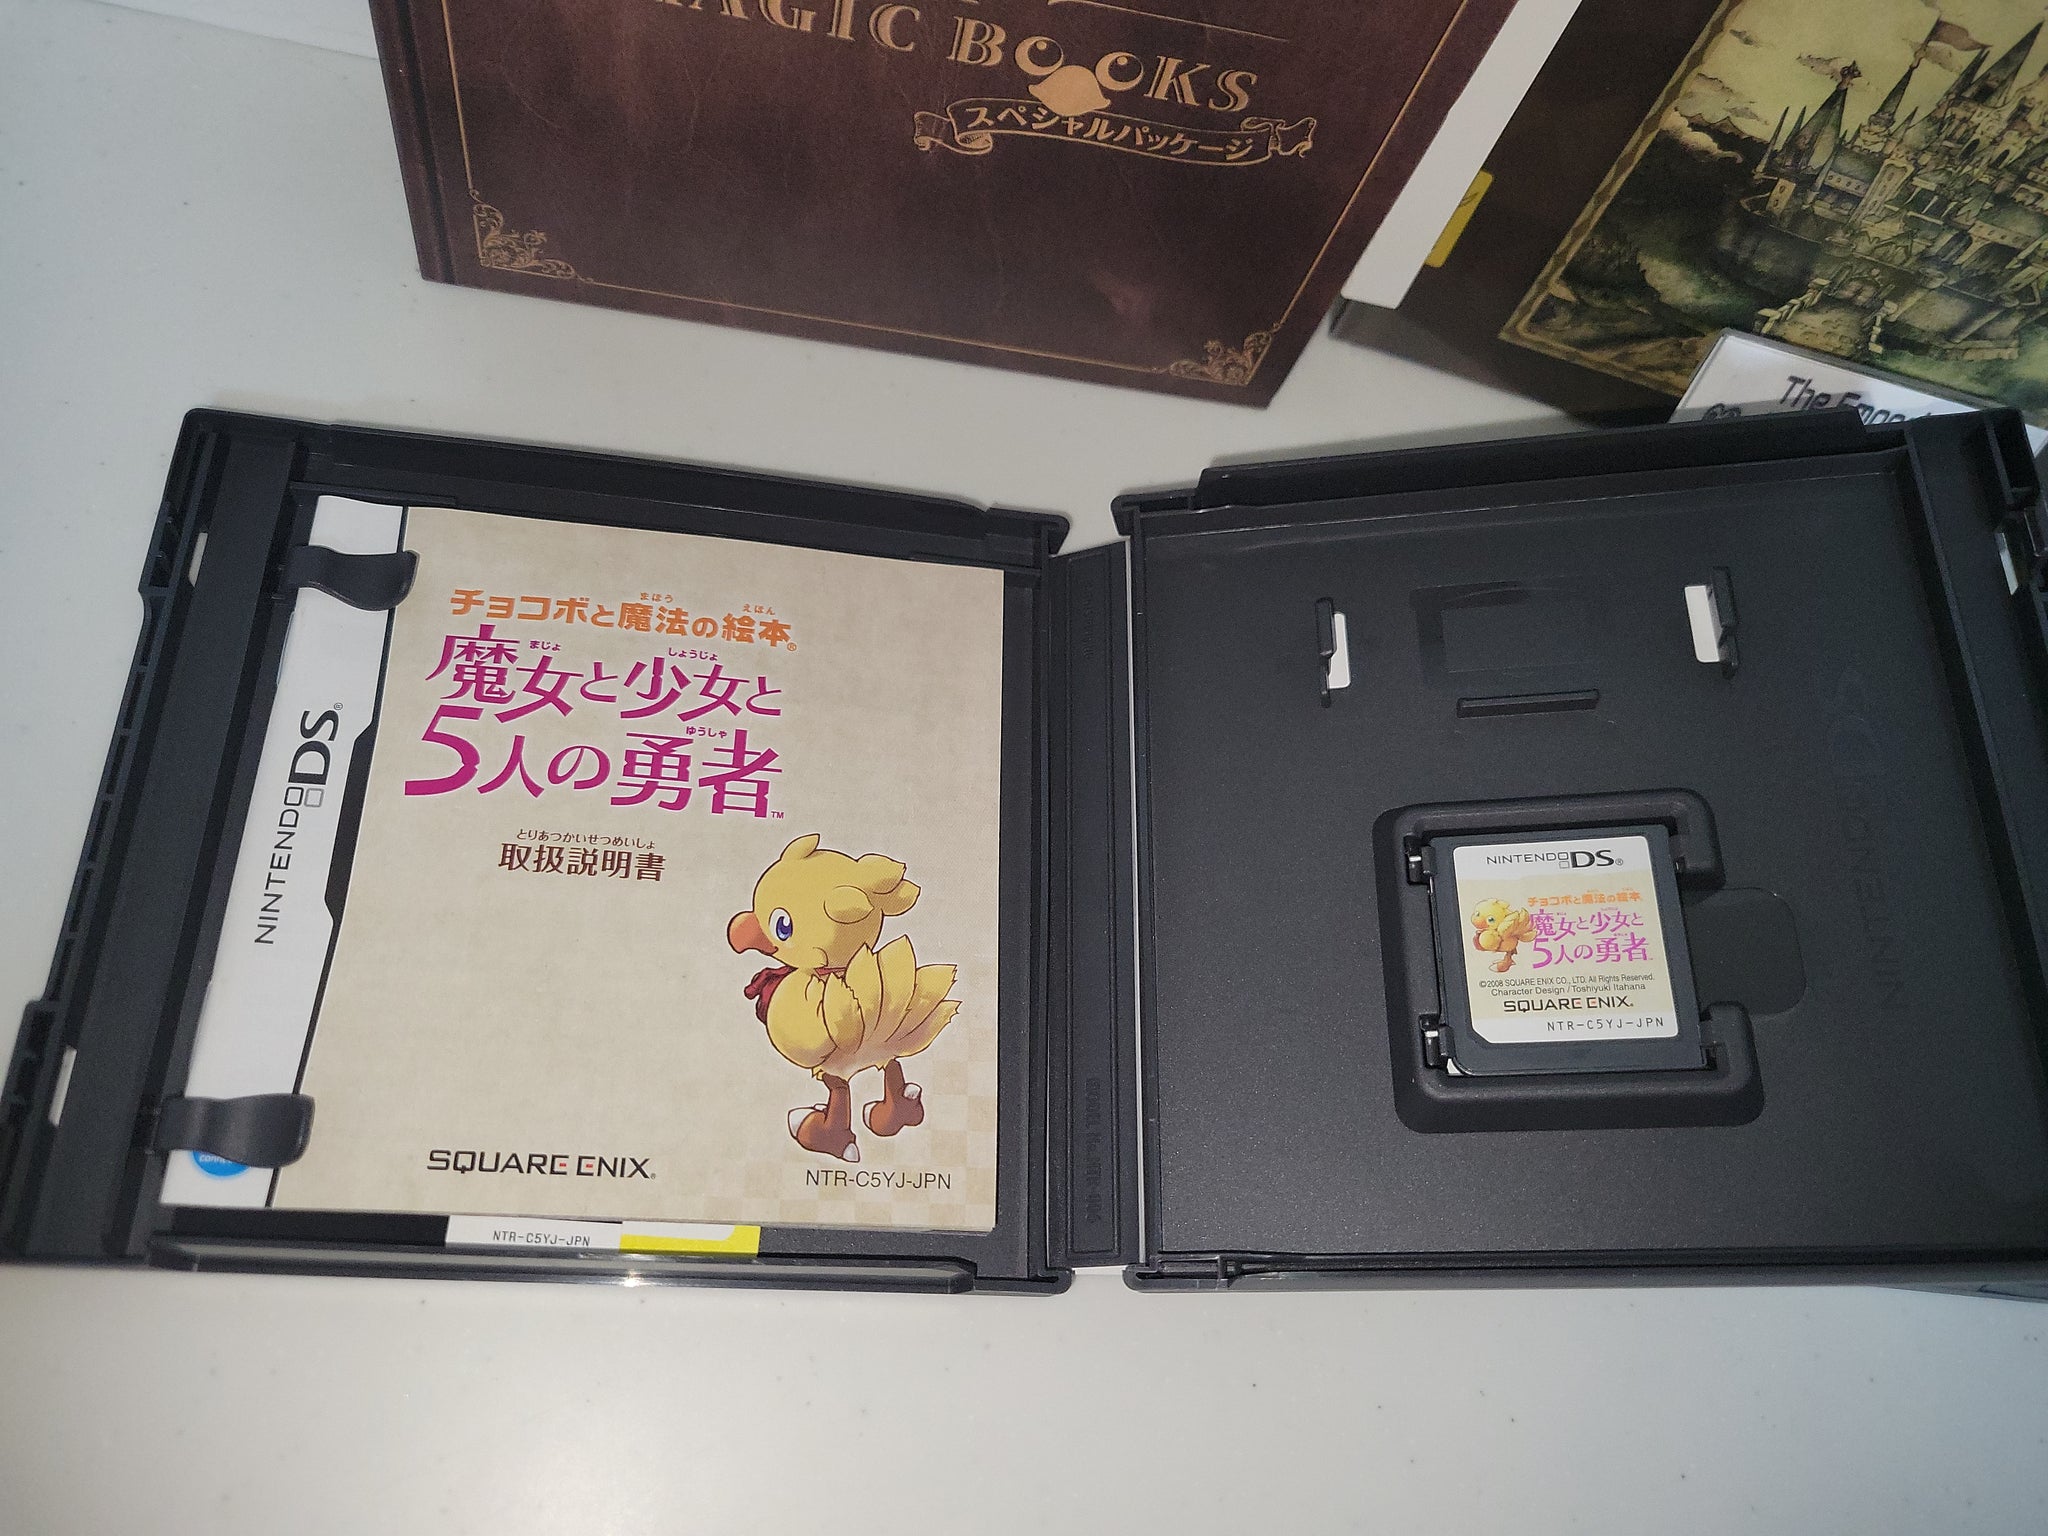 MAGIC BOOKS
スペシャルパッケージ
The
NINTENDO DS®
チョコボと魔法の絵本®
まほう えほん
魔女と少女と
まじょ しょうじょ
5人の勇者™
ゆうしゃ
とりあつかいせつめいしょ
取扱説明書
SQUARE ENIX®
NTR-C5YJ-JPN
NTR-C5YJ-JPN
NINTENDO DS®
チョコボと魔法の絵本
魔女と少女と
5人の勇者
©2008 SQUARE ENIX CO., LTD. All Rights Reserved.
Character Design / Toshiyuki Itahana
SQUARE ENIX®
NTR-C5YJ-JPN